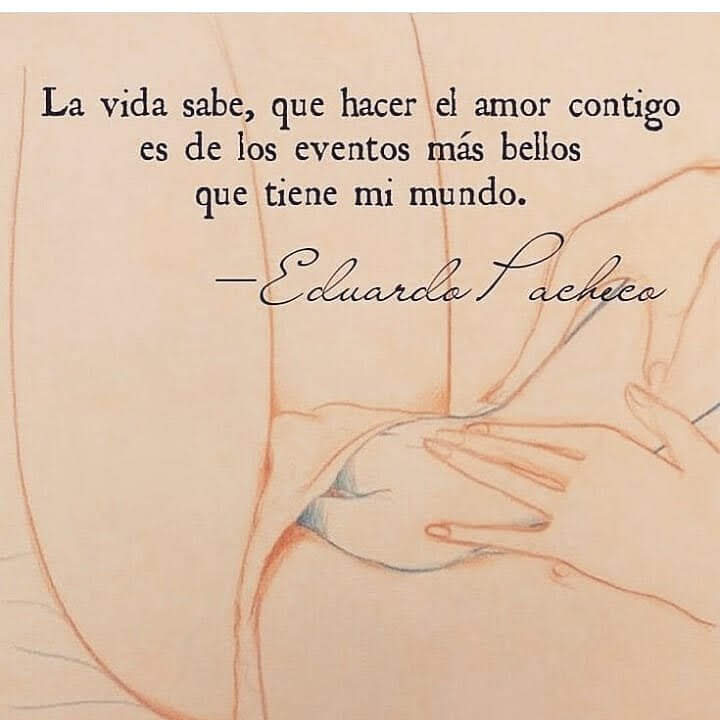 La vida sabe, que hacer el amor contigo
es de los eventos más bellos
que tiene mi mundo.
—Eduardo Pacheco